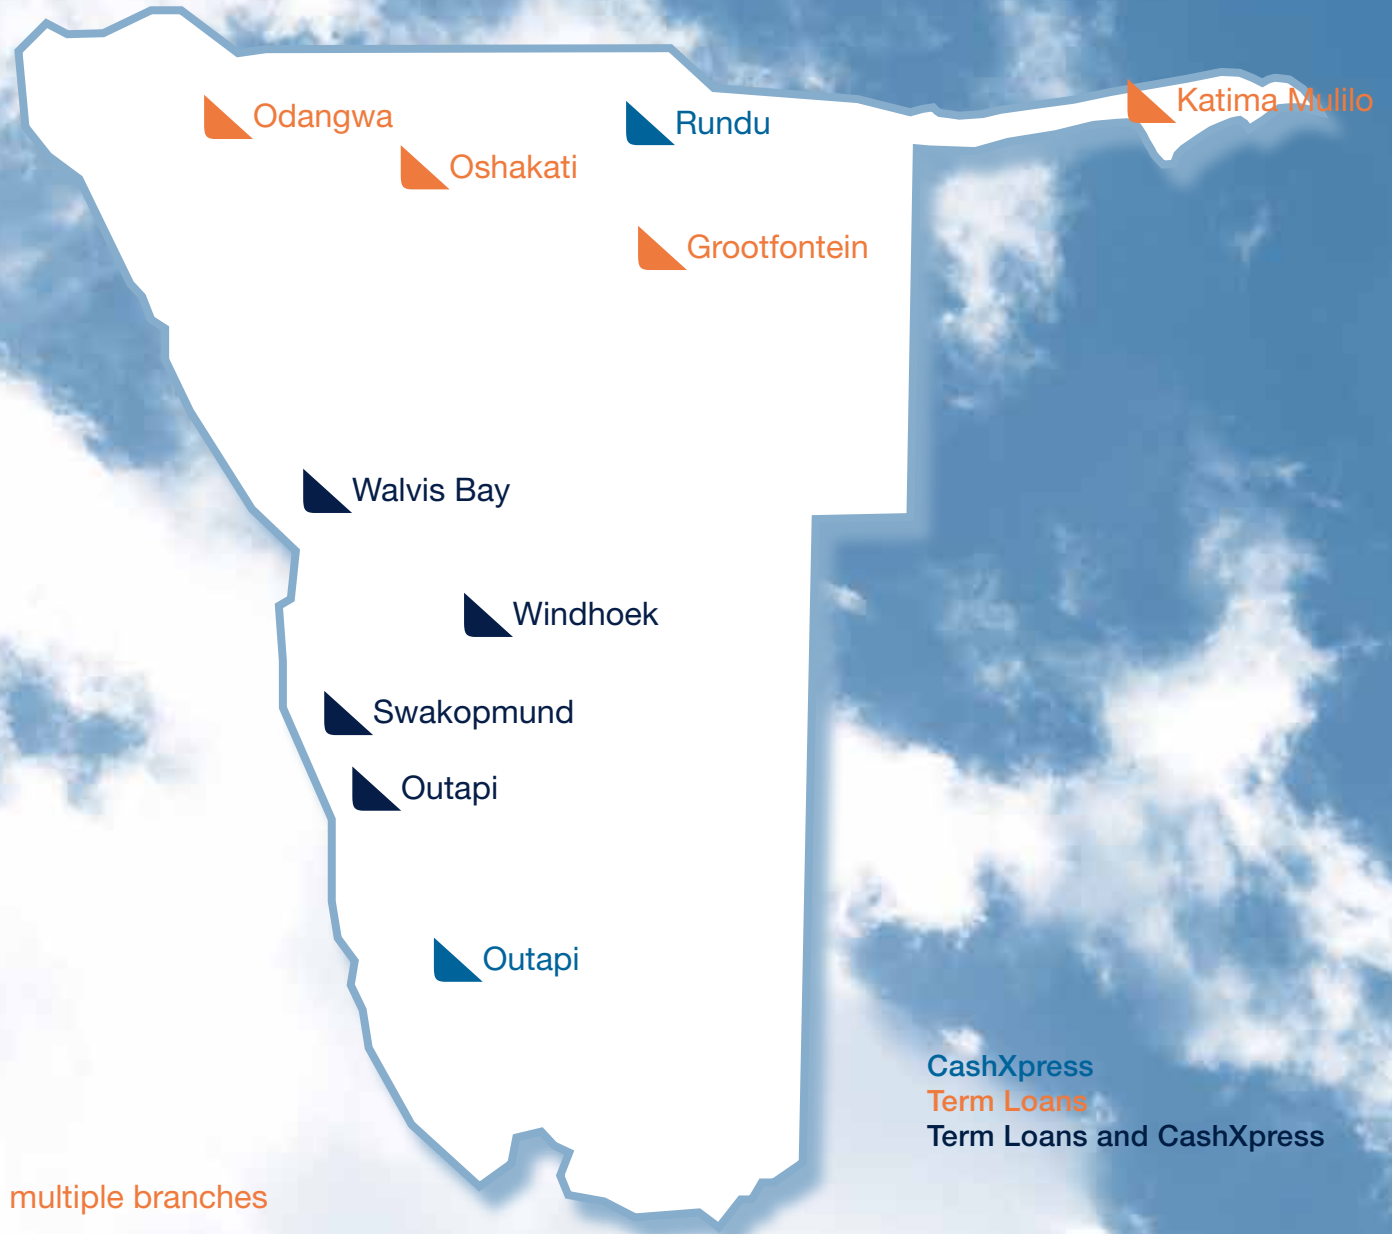 Katima Mulilo
Odangwa
Rundu
Oshakati
Grootfontein
Walvis Bay
Windhoek
Swakopmund
Outapi
Outapi
CashXpress
Term Loans
Term Loans and CashXpress
multiple branches